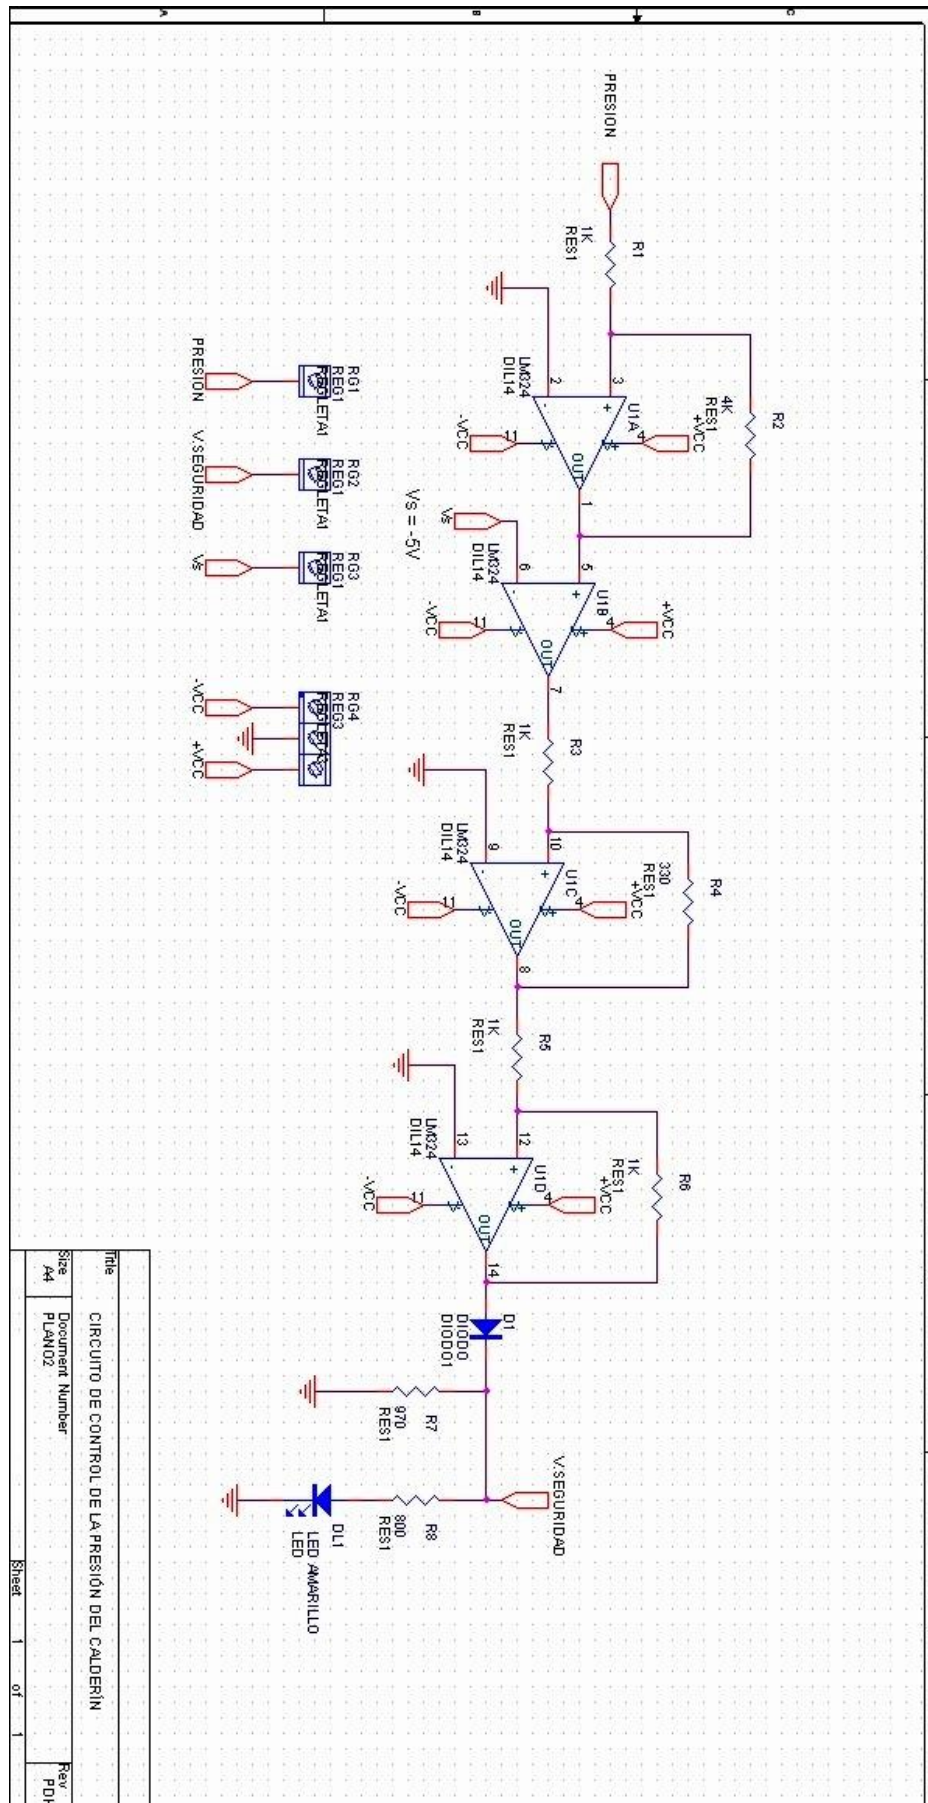 A
B
C
PRESION
R1
1K
RES1
R2
4K
RES1
+VCC
4
3
2
U1A
+
-
OUT
LM324
DIL14
11
-VCC
1
Vs
Vs = -5V
5
6
U1B
+
-
OUT
LM324
DIL14
4
+VCC
11
-VCC
7
R3
1K
RES1
R4
330
RES1
+VCC
4
10
9
U1C
+
-
OUT
LM324
DIL14
11
-VCC
8
R5
1K
RES1
R6
1K
RES1
+VCC
4
12
13
U1D
+
-
OUT
LM324
DIL14
11
-VCC
14
D1
DIODO
DIODO1
R7
970
RES1
V.SEGURIDAD
R8
800
RES1
DL1
LED AMARILLO
LED
RG1
REG1
REGLETA1
PRESION
RG2
REG1
REGLETA1
V.SEGURIDAD
RG3
REG1
REGLETA1
Vs
RG4
REG3
REGLETA3
-VCC
+VCC
Title
CIRCUITO DE CONTROL DE LA PRESIÓN DEL CALDERÍN
Size
A4
Document Number
PLANO2
Rev
Sheet 1 of 1